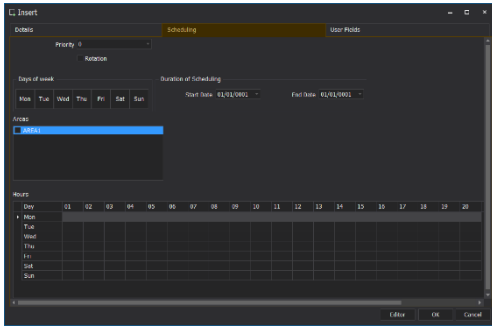 Insert
Details Scheduling User Fields
Priority 0
Rotation
Days of week Duration of Scheduling
Mon Tue Wed Thu Fri Sat Sun
Start Date 01/01/0001 End Date 01/01/0001
Areas
AREA1
Hours
Day 01 02 03 04 05 06 07 08 09 10 11 12 13 14 15 16 17 18 19 20
Mon
Tue
Wed
Thu
Fri
Sat
Sun
Editor OK Cancel